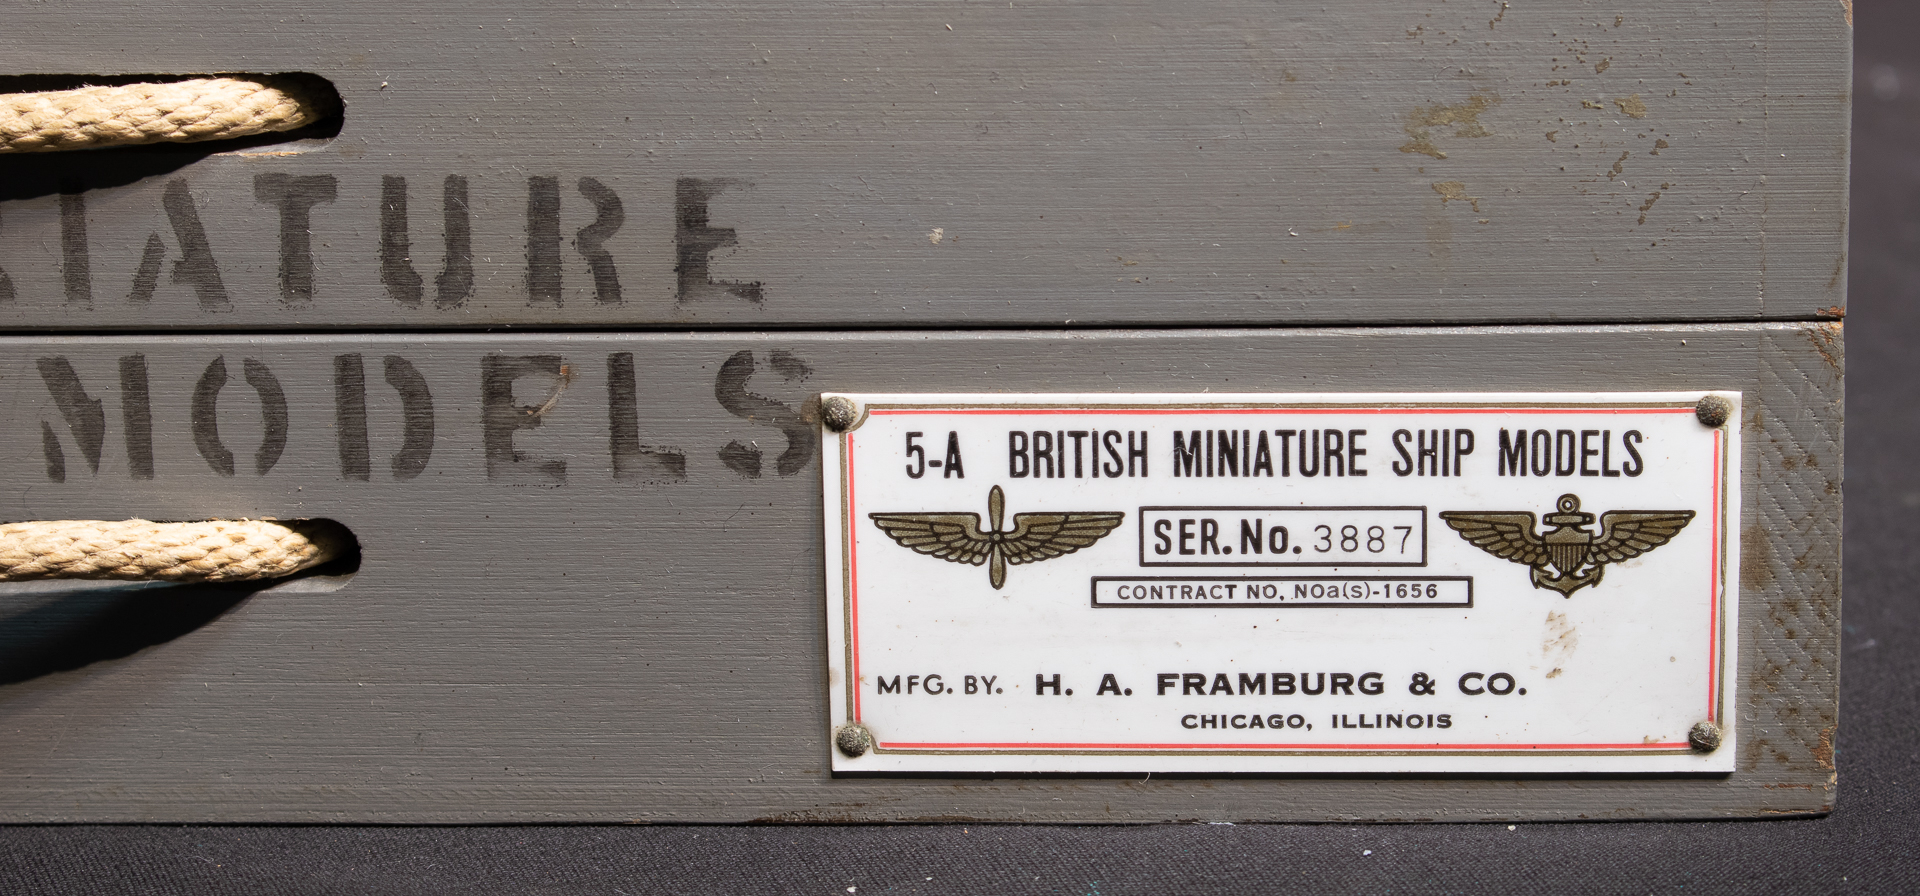 NIATURE
MODELS
5-A BRITISH MINIATURE SHIP MODELS
SER. No. 3887
CONTRACT NO, NOa(s)-1656
MFG. BY. H. A. FRAMBURG & CO.
CHICAGO, ILLINOIS